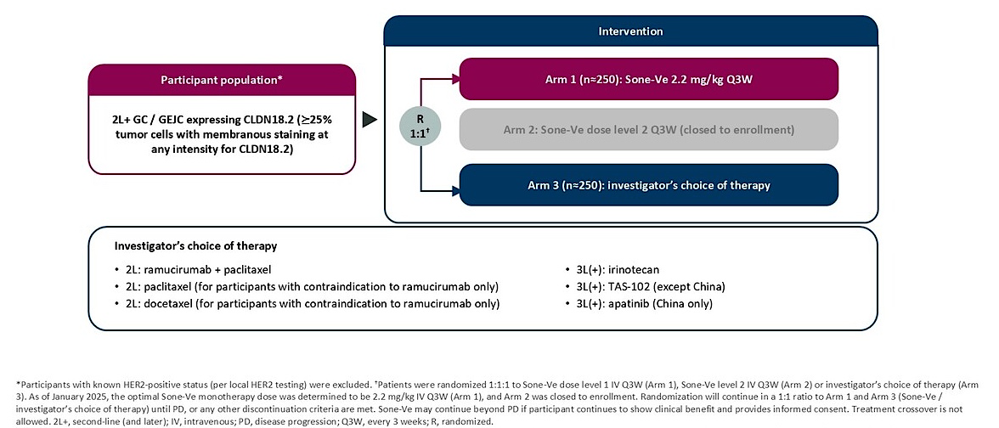 Intervention
Participant population*
2L+ GC / GEJC expressing CLDN18.2 (≥25%
tumor cells with membranous staining at
any intensity for CLDN18.2)
R
1:1†
Arm 1 (n≈250): Sone-Ve 2.2 mg/kg Q3W
Arm 2: Sone-Ve dose level 2 Q3W (closed to enrollment)
Arm 3 (n≈250): investigator’s choice of therapy
Investigator’s choice of therapy
• 2L: ramucirumab + paclitaxel
• 2L: paclitaxel (for participants with contraindication to ramucirumab only)
• 2L: docetaxel (for participants with contraindication to ramucirumab only)
• 3L(+): irinotecan
• 3L(+): TAS-102 (except China)
• 3L(+): apatinib (China only)
*Participants with known HER2-positive status (per local HER2 testing) were excluded. †Patients were randomized 1:1:1 to Sone-Ve dose level 1 IV Q3W (Arm 1), Sone-Ve level 2 IV Q3W (Arm 2) or investigator’s choice of therapy (Arm
3). As of January 2025, the optimal Sone-Ve monotherapy dose was determined to be 2.2 mg/kg IV Q3W (Arm 1), and Arm 2 was closed to enrollment. Randomization will continue in a 1:1 ratio to Arm 1 and Arm 3 (Sone-Ve /
investigator’s choice of therapy) until PD, or any other discontinuation criteria are met. Sone-Ve may continue beyond PD if participant continues to show clinical benefit and provides informed consent. Treatment crossover is not
allowed. 2L+, second-line (and later); IV, intravenous; PD, disease progression; Q3W, every 3 weeks; R, randomized.